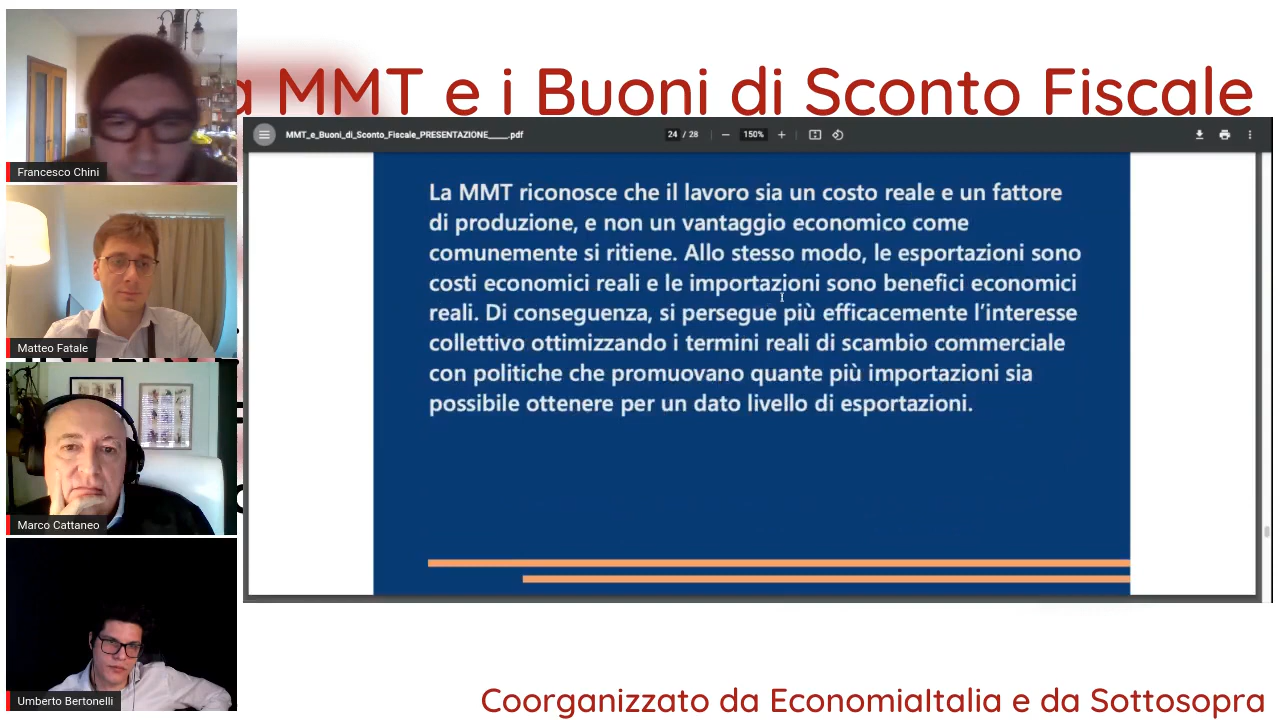 MMT e i Buoni di Sconto Fiscale
MMT_e_Buoni_di_Sconto_Fiscale_PRESENTAZIONE____.pdf
24 / 28
150%
La MMT riconosce che il lavoro sia un costo reale e un fattore
di produzione, e non un vantaggio economico come
comunemente si ritiene. Allo stesso modo, le esportazioni sono
costi economici reali e le importazioni sono benefici economici
reali. Di conseguenza, si persegue più efficacemente l'interesse
collettivo ottimizzando i termini reali di scambio commerciale
con politiche che promuovano quante più importazioni sia
possibile ottenere per un dato livello di esportazioni.
Francesco Chini
Matteo Fatale
Marco Cattaneo
Umberto Bertonelli
Coorganizzato da EconomiaItalia e da Sottosopra